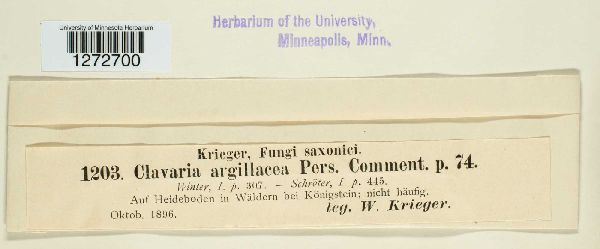 University of Minnesota Herbarium
1272700
Herbarium of the University,
Minneapolis, Minn.
Krieger, Fungi saxonici.
1203. Clavaria argillacea Pers. Comment. p. 74.
Winter, l. p. 307. — Schröter, l p. 445.
Auf Heideboden in Wäldern bei Königstein; nicht häufig.
Oktob. 1896. leg. W. Krieger.